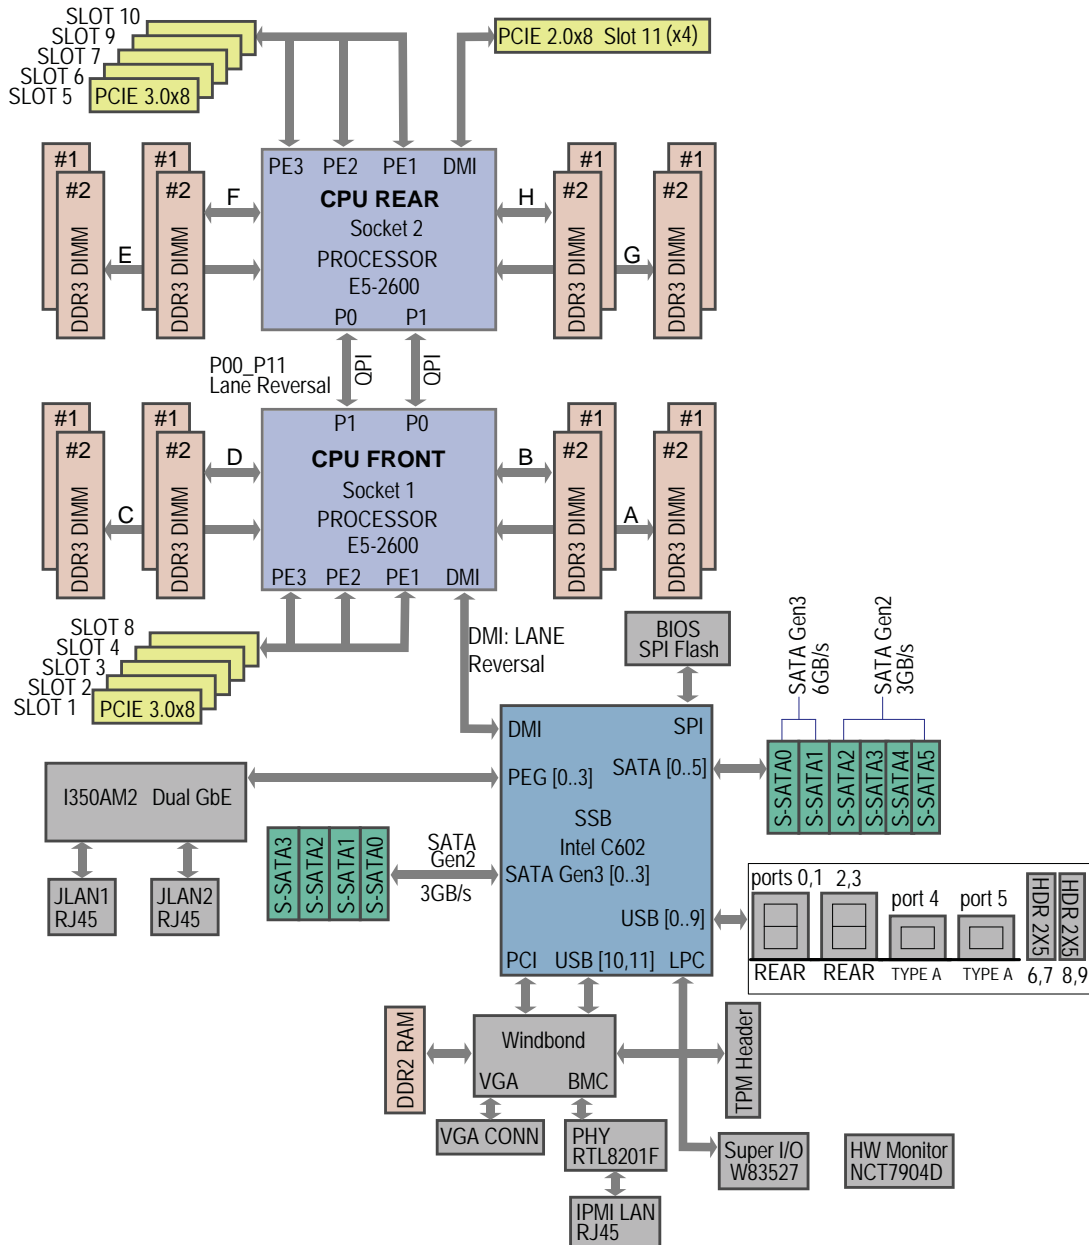 SLOT 10
SLOT 9
SLOT 7
SLOT 6
SLOT 5
PCIE 3.0x8
PCIE 2.0x8 Slot 11 (x4)
PE3 PE2 PE1 DMI
CPU REAR
Socket 2
PROCESSOR
E5-2600
P0 P1
#1
#2
DDR3 DIMM
#1
#2
DDR3 DIMM
F
E
H
G
#1
#2
DDR3 DIMM
#1
#2
DDR3 DIMM
P00_P11
Lane Reversal
QPI
QPI
P1 P0
CPU FRONT
Socket 1
PROCESSOR
E5-2600
PE3 PE2 PE1 DMI
#1
#2
DDR3 DIMM
#1
#2
DDR3 DIMM
D
C
B
A
#1
#2
DDR3 DIMM
#1
#2
DDR3 DIMM
SLOT 8
SLOT 4
SLOT 3
SLOT 2
SLOT 1
PCIE 3.0x8
DMI: LANE
Reversal
BIOS
SPI Flash
SATA Gen3
6GB/s
SATA Gen2
3GB/s
DMI
SPI
PEG [0..3]
SATA [0..5]
SSB
Intel C602
SATA Gen3 [0..3]
USB [0..9]
PCI USB [10,11] LPC
S-SATA0
S-SATA1
S-SATA2
S-SATA3
S-SATA4
S-SATA5
I350AM2 Dual GbE
JLAN1
RJ45
JLAN2
RJ45
S-SATA3
S-SATA2
S-SATA1
S-SATA0
SATA
Gen2
3GB/s
ports 0,1 2,3 port 4 port 5
HDR 2X5
HDR 2X5
REAR REAR TYPE A TYPE A 6,7 8,9
DDR2 RAM
Windbond
VGA BMC
TPM Header
VGA CONN
PHY
RTL8201F
Super I/O
W83527
HW Monitor
NCT7904D
IPMI LAN
RJ45